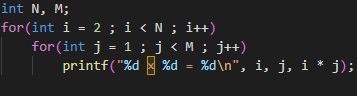 int N, M;
for(int i = 2 ; i < N ; i++)
    for(int j = 1 ; j < M ; j++)
        printf("%d × %d = %d\n", i, j, i * j);